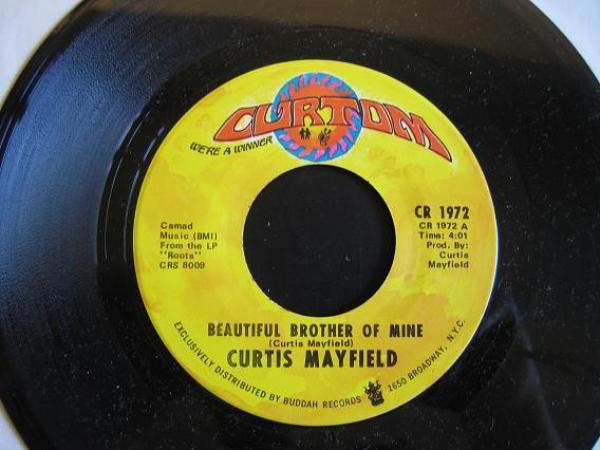 CURTOM
WE'RE A WINNER
CR 1972
CR 1972 A
Time: 4:01
Prod. By:
Curtis
Mayfield
Camad
Music (BMI)
From the LP
"Roots"
CRS 8009
BEAUTIFUL BROTHER OF MINE
(Curtis Mayfield)
CURTIS MAYFIELD
EXCLUSIVELY DISTRIBUTED BY BUDDAH RECORDS 1650 BROADWAY, N.Y.C.